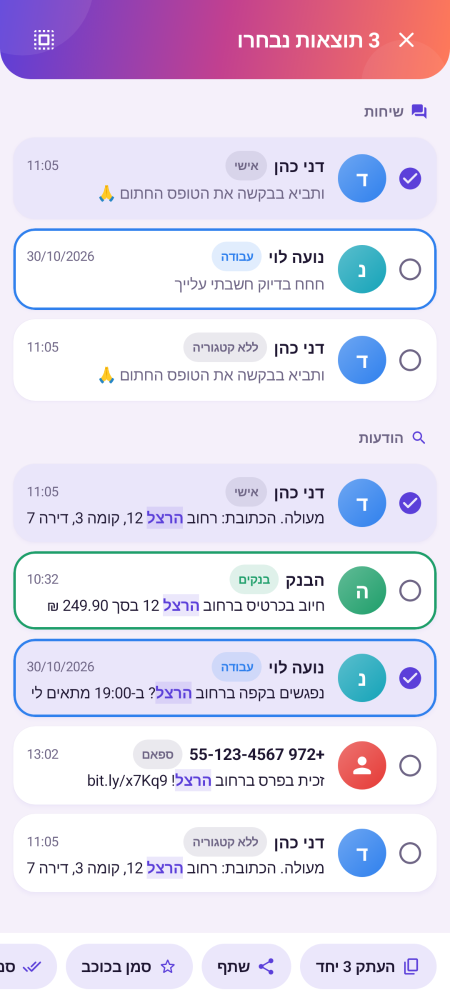 3 תוצאות נבחרו
שיחות
דני כהן אישי 11:05
ותביא בבקשה את הטופס החתום 🙏
נועה לוי עבודה 30/10/2026
חחח בדיוק חשבתי עלייך
דני כהן ללא קטגוריה 11:05
ותביא בבקשה את הטופס החתום 🙏
הודעות
דני כהן אישי 11:05
מעולה. הכתובת: רחוב הרצל 12, קומה 3, דירה 7
הבנק בנקים 10:32
חיוב בכרטיס ברחוב הרצל 12 בסך 249.90 ₪
נועה לוי עבודה 30/10/2026
נפגשים בקפה ברחוב הרצל? ב-19:00 מתאים לי
+972 55-123-4567 ספאם 13:02
זכית בפרס ברחוב הרצל! bit.ly/x7Kq9
דני כהן ללא קטגוריה 11:05
מעולה. הכתובת: רחוב הרצל 12, קומה 3, דירה 7
העתק 3 יחד שתף סמן בכוכב